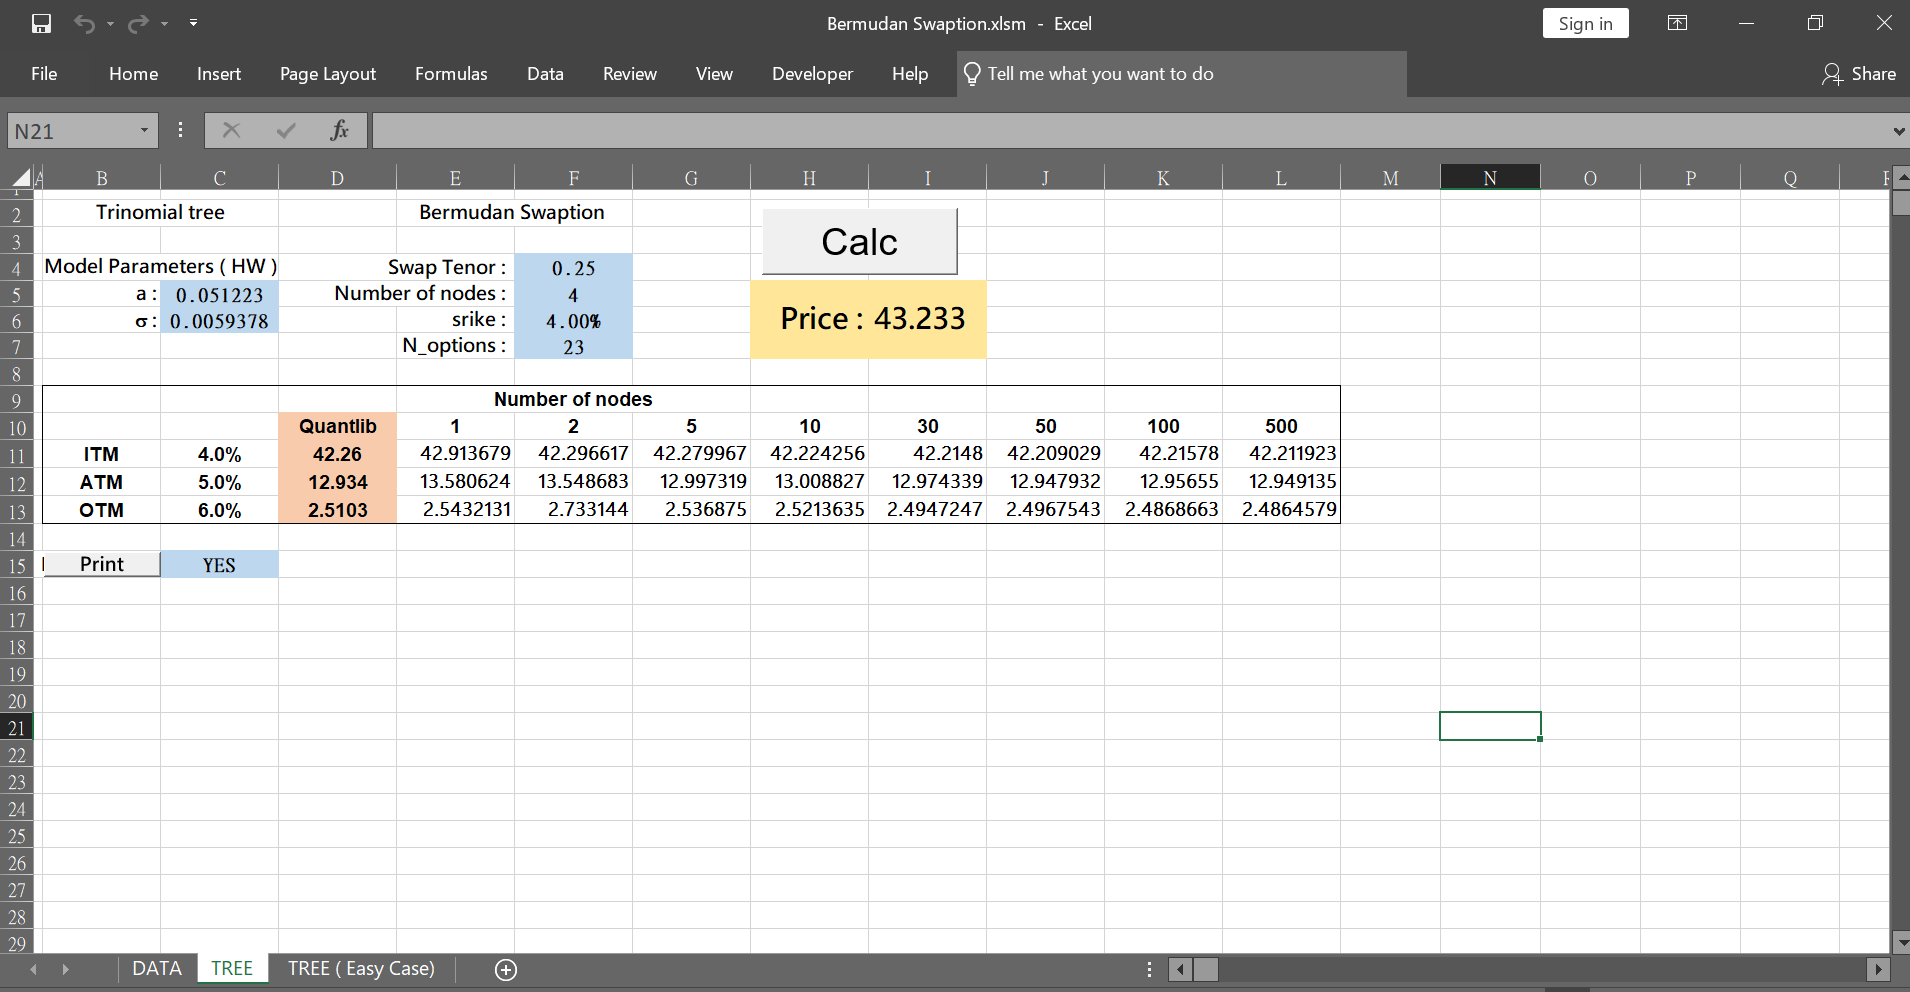 Bermudan Swaption.xlsm - Excel
Sign in
File Home Insert Page Layout Formulas Data Review View Developer Help Tell me what you want to do Share
N21 fx
A B C D E F G H I J K L M N O P Q
1
2 Trinomial tree Bermudan Swaption
Calc
3
4 Model Parameters ( HW ) Swap Tenor : 0.25
5 a : 0.051223 Number of nodes : 4
6 σ : 0.0059378 srike : 4.00%
Price : 43.233
7 N_options : 23
8
9 Number of nodes
10 Quantlib 1 2 5 10 30 50 100 500
11 ITM 4.0% 42.26 42.913679 42.296617 42.279967 42.224256 42.2148 42.209029 42.21578 42.211923
12 ATM 5.0% 12.934 13.580624 13.548683 12.997319 13.008827 12.974339 12.947932 12.95655 12.949135
13 OTM 6.0% 2.5103 2.5432131 2.733144 2.536875 2.5213635 2.4947247 2.4967543 2.4868663 2.4864579
14
15 Print YES
16
17
18
19
20
21
22
23
24
25
26
27
28
29
DATA TREE TREE ( Easy Case)